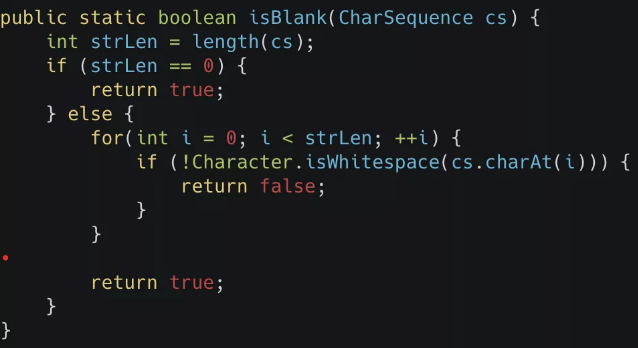 public static boolean isBlank(CharSequence cs) {
    int strLen = length(cs);
    if (strLen == 0) {
        return true;
    } else {
        for(int i = 0; i < strLen; ++i) {
            if (!Character.isWhitespace(cs.charAt(i))) {
                return false;
            }
        }

        return true;
    }
}